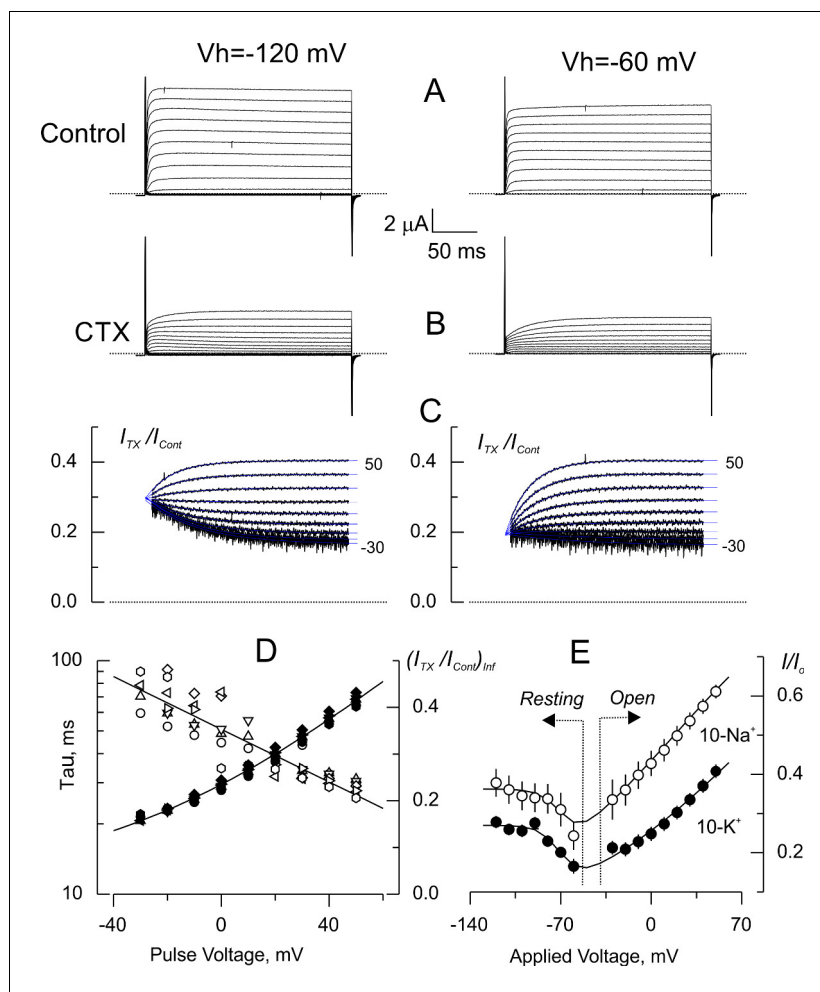 Vh=-120 mV
Vh=-60 mV
A
Control
2 μA
50 ms
CTX
B
C
I_TX /I_Cont
I_TX /I_Cont
0.4
0.2
0.0
50
-30
0.4
0.2
0.0
50
-30
D
(I_TX /I_Cont)_Inf
E
I/I_o
100
10
Tau, ms
0.4
0.2
0.0
Resting
Open
10-Na⁺
10-K⁺
0.6
0.4
0.2
-40
0
40
Pulse Voltage, mV
-140
-70
0
70
Applied Voltage, mV